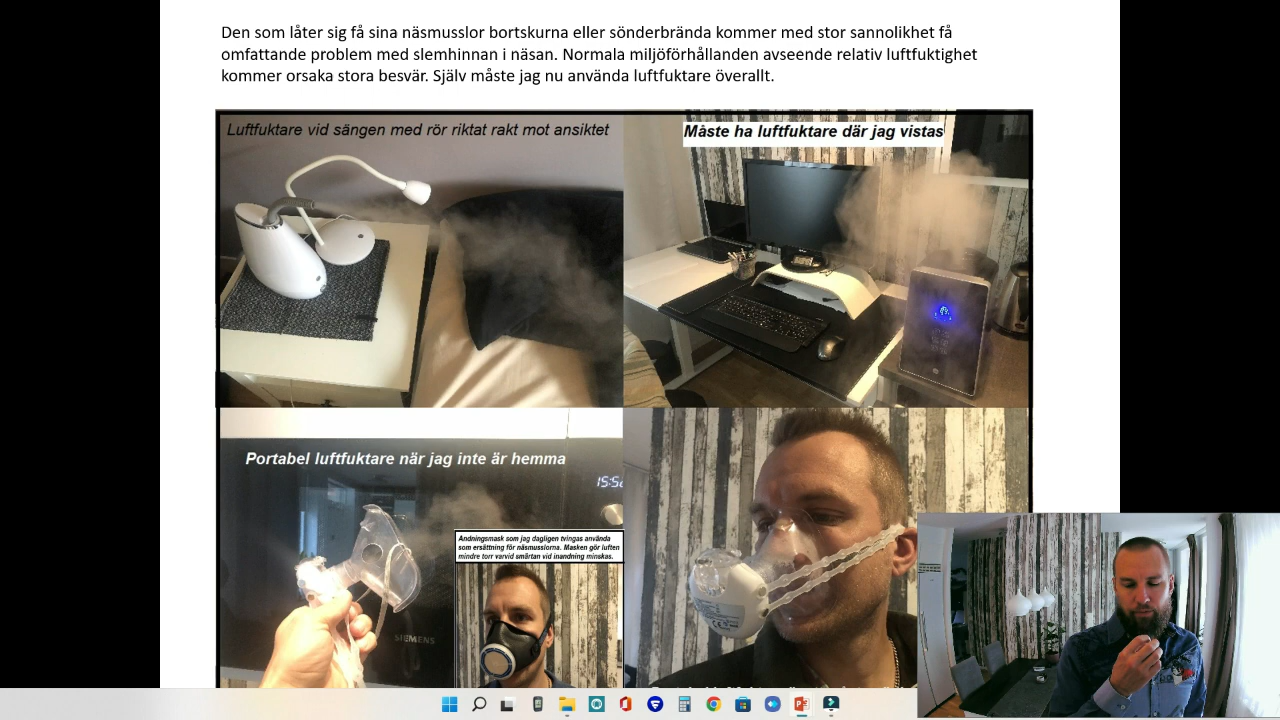 Den som låter sig få sina näsmusslor bortskurna eller sönderbrända kommer med stor sannolikhet få
omfattande problem med slemhinnan i näsan. Normala miljöförhållanden avseende relativ luftfuktighet
kommer orsaka stora besvär. Själv måste jag nu använda luftfuktare överallt.
Luftfuktare vid sängen med rör riktat rakt mot ansiktet
Måste ha luftfuktare där jag vistas
Portabel luftfuktare när jag inte är hemma
Andningsmask som jag dagligen tvingas använda
som ersättning för näsmusslorna. Masken gör luften
mindre torr varvid smärtan vid inandning minskas.
SIEMENS